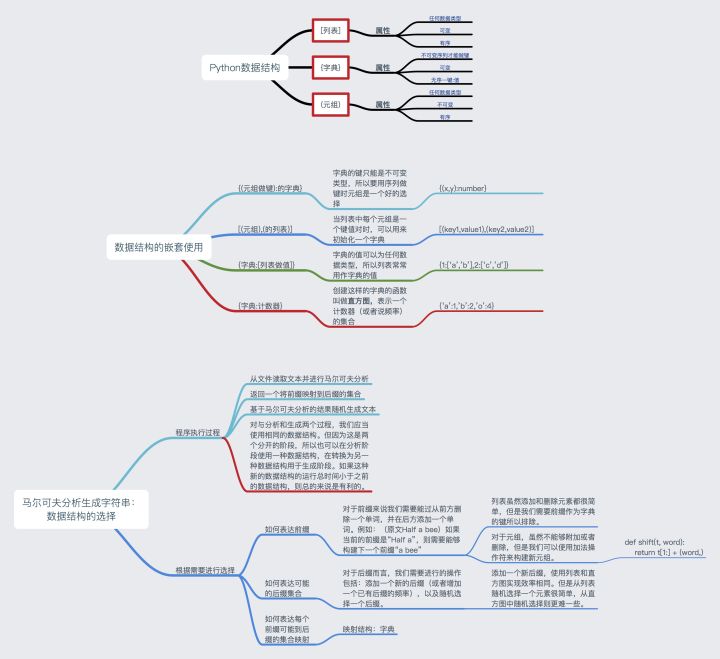 Python数据结构
[列表]
属性
任何数据类型
可变
有序
{字典}
属性
不可变序列才能做键
可变
无序一键:值
(元组)
属性
任何数据类型
不可变
有序
数据结构的嵌套使用
{(元组做键):的字典}
字典的键只能是不可变
类型，所以要用序列做
键时元组是一个好的选
择
{(x,y):number}
[(元组),(的列表)]
当列表中每个元组是一
个键值对时，可以用来
初始化一个字典
[(key1,value1),(key2,value2)]
{字典:[列表做值]}
字典的值可以为任何数
据类型，所以列表常常
用作字典的值
{1:['a','b'],2:['c','d']}
{字典:计数器}
创建这样的字典的函数
叫做直方图，表示一个
计数器（或者说频率）
的集合
{'a':1,'b':2,'o':4}
马尔可夫分析生成字符串：
数据结构的选择
程序执行过程
从文件读取文本并进行马尔可夫分析
返回一个将前缀映射到后缀的集合
基于马尔可夫分析的结果随机生成文本
对与分析和生成两个过程，我们应当
使用相同的数据结构。但因为这是两
个分开的阶段，所以也可以在分析阶
段使用一种数据结构，在转换为另一
种数据结构用于生成阶段。如果这种
新的数据结构的运行总时间小于之前
的数据结构，则总的来说是有利的。
根据需要进行选择
如何表达前缀
对于前缀来说我们需要能过从前方删
除一个单词，并在后方添加一个单
词。例如：（原文Half a bee）如果
当前的前缀是“Half a”，则需要能够
构建下一个前缀“a bee”
列表虽然添加和删除元素都很简
单，但是我们需要前缀作为字典
的键所以排除。
对于元组，虽然不能够附加或者
删除，但是我们可以使用加法操
作符来构建新元组。
def shift(t, word):
return t[1:] + (word,)
如何表达可能
的后缀集合
对于后缀而言，我们需要进行的操作
包括：添加一个新的后缀（或者增加
一个已有后缀的频率），以及随机选
择一个后缀。
添加一个新后缀，使用列表和直
方图实现效率相同。但是从列表
随机选择一个元素很简单，从直
方图中随机选择则更难一些。
如何表达每个
前缀可能到后
缀的集合映射
映射结构：字典